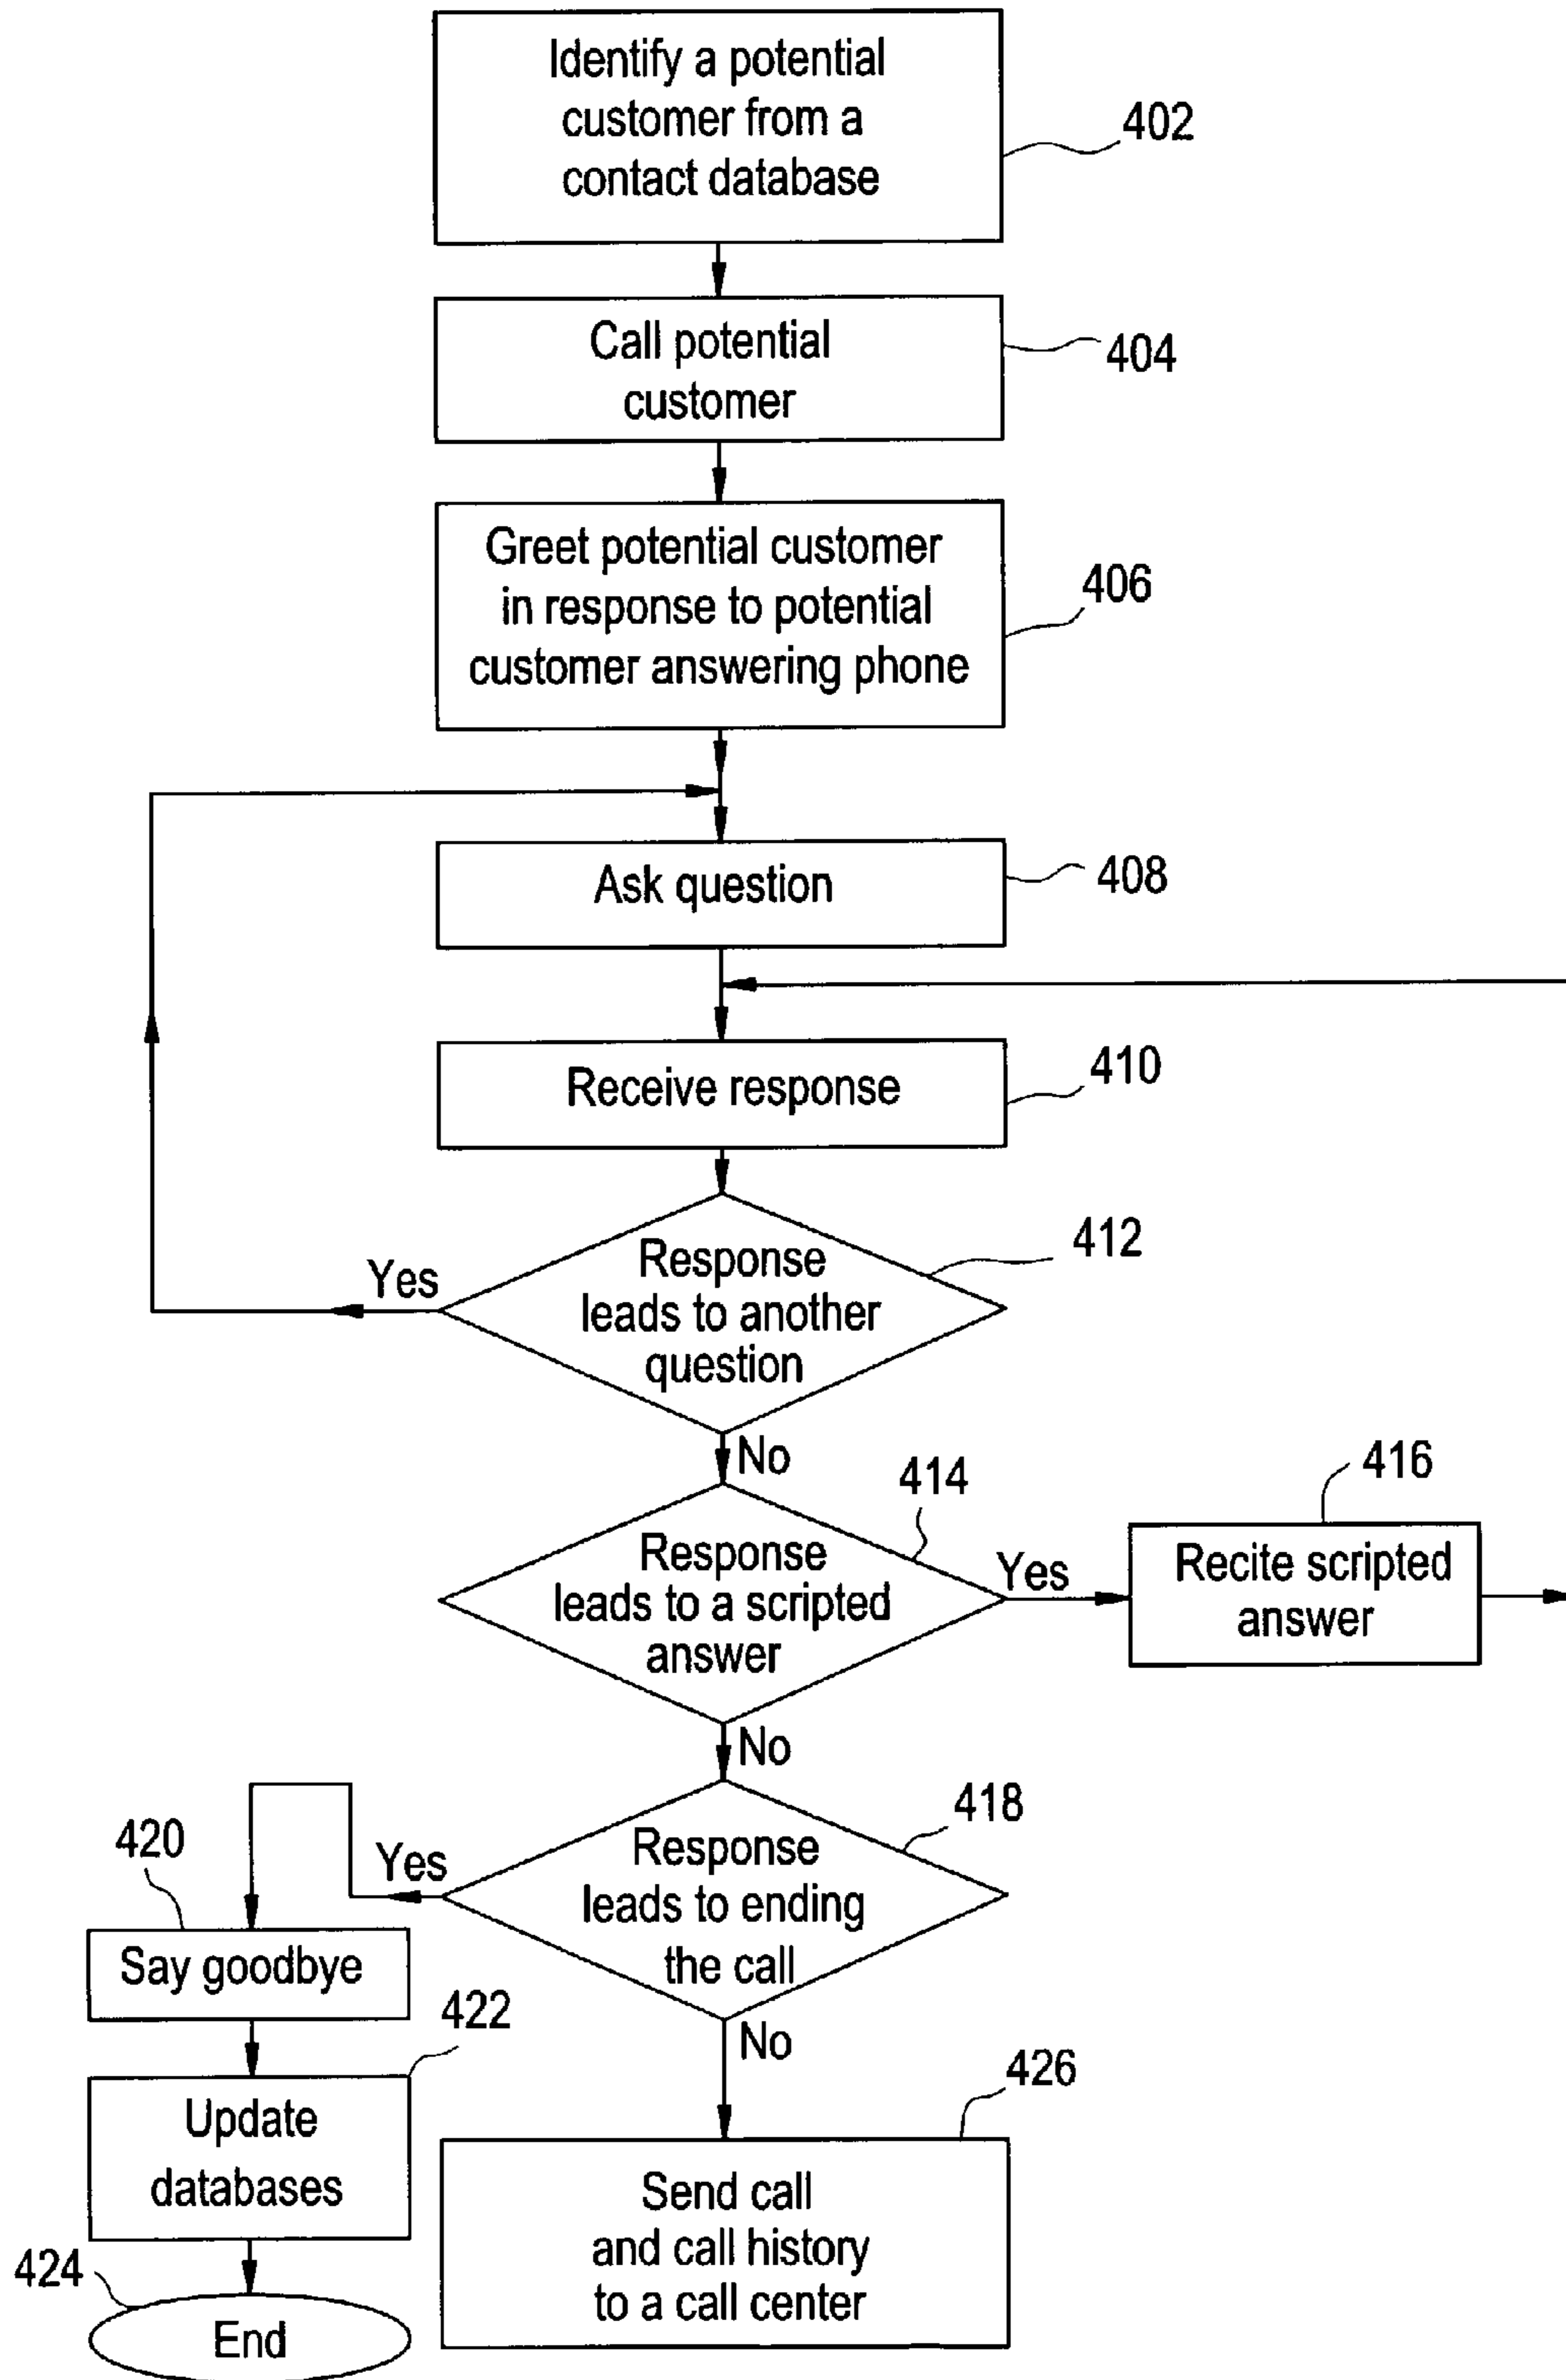 Identify a potential
customer from a
contact database
402
Call potential
customer
404
Greet potential customer
in response to potential
customer answering phone
406
Ask question
408
Receive response
410
Response
leads to another
question
412
Yes
No
Response
leads to a scripted
answer
414
Yes
Recite scripted
answer
416
No
Response
leads to ending
the call
418
Yes
420
Say goodbye
422
Update
databases
424
End
No
426
Send call
and call history
to a call center